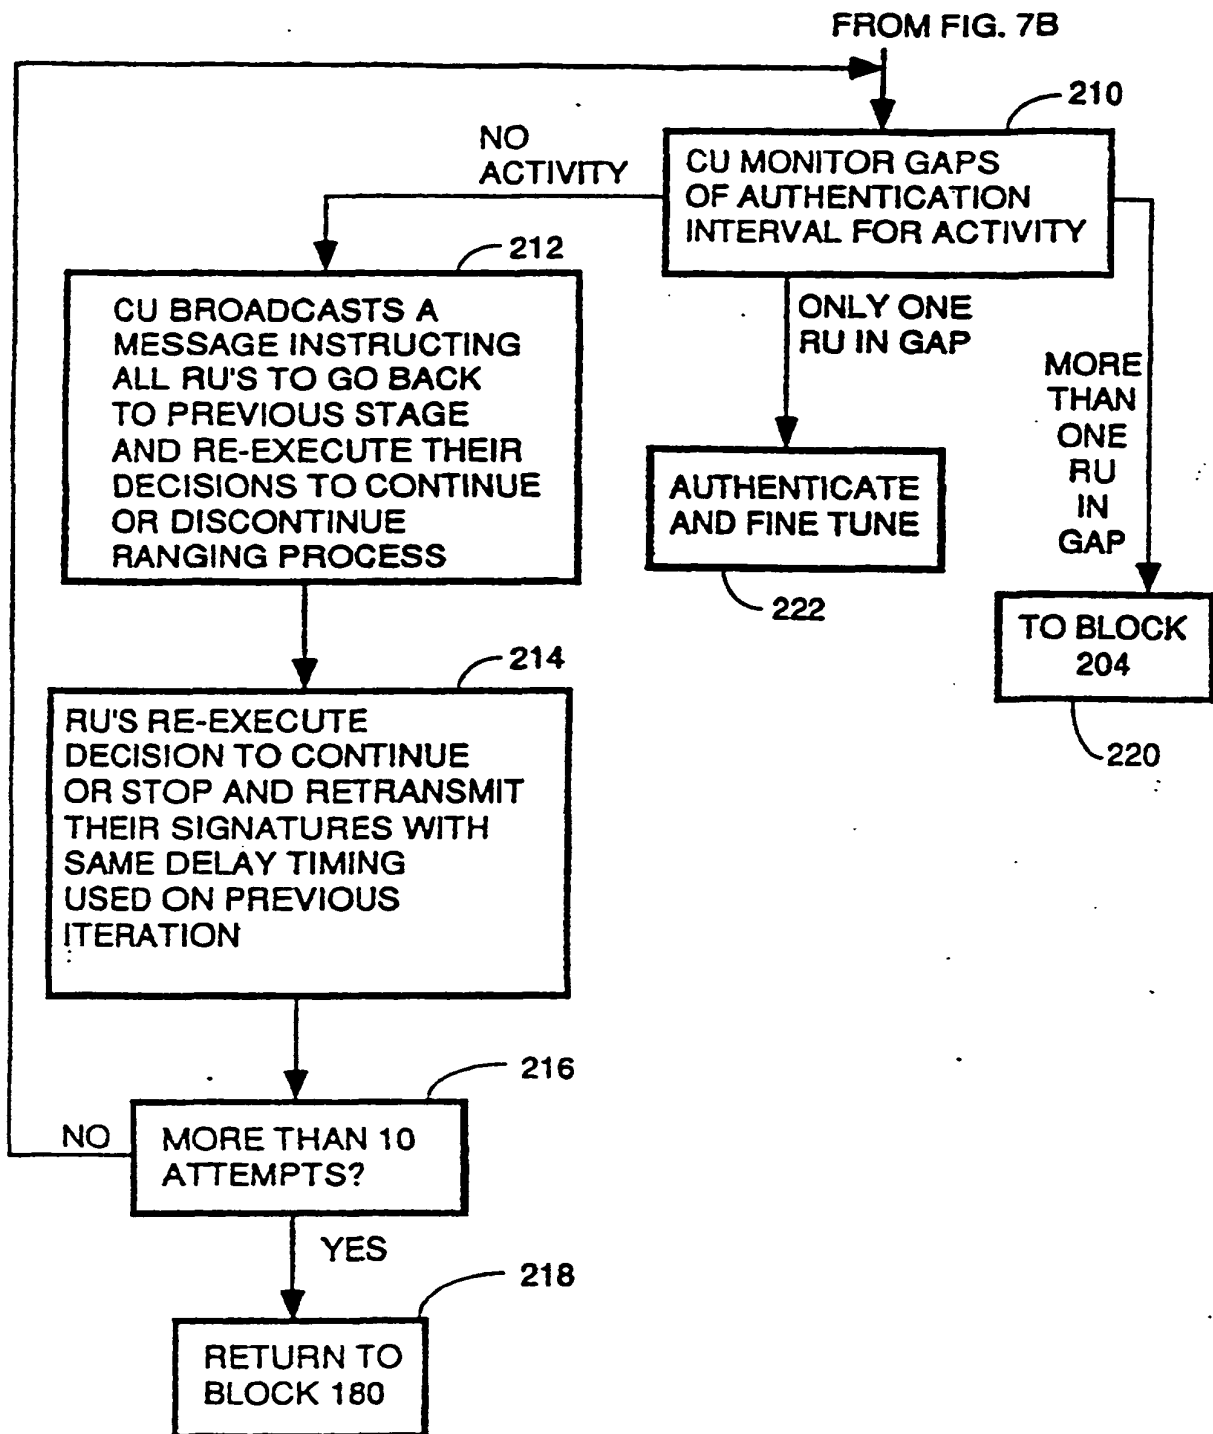 FROM FIG. 7B
210
CU MONITOR GAPS
OF AUTHENTICATION
INTERVAL FOR ACTIVITY
NO
ACTIVITY
212
CU BROADCASTS A
MESSAGE INSTRUCTING
ALL RU'S TO GO BACK
TO PREVIOUS STAGE
AND RE-EXECUTE THEIR
DECISIONS TO CONTINUE
OR DISCONTINUE
RANGING PROCESS
ONLY ONE
RU IN GAP
MORE
THAN
ONE
RU
IN
GAP
AUTHENTICATE
AND FINE TUNE
222
TO BLOCK
204
220
214
RU'S RE-EXECUTE
DECISION TO CONTINUE
OR STOP AND RETRANSMIT
THEIR SIGNATURES WITH
SAME DELAY TIMING
USED ON PREVIOUS
ITERATION
216
NO
MORE THAN 10
ATTEMPTS?
YES
218
RETURN TO
BLOCK 180